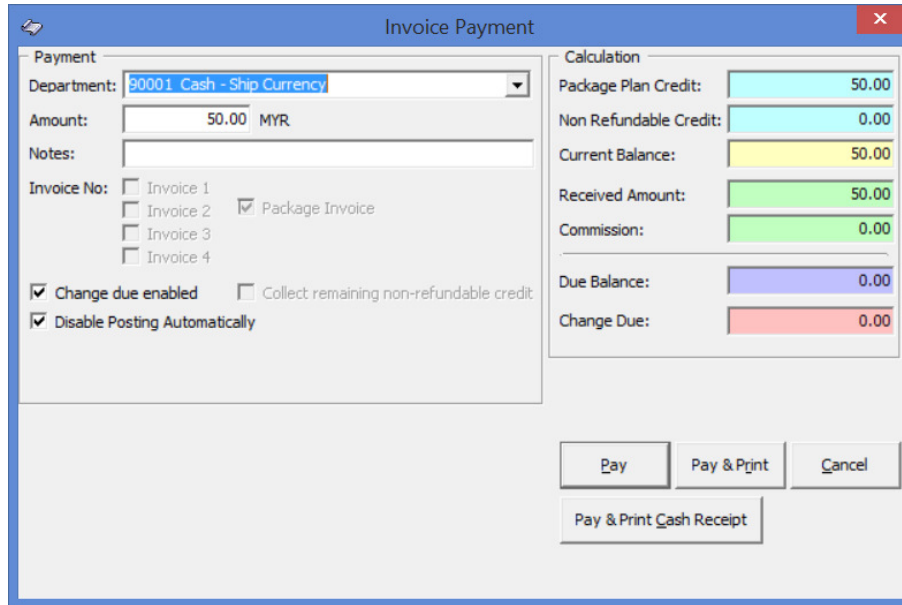 Invoice Payment
Payment
Department: 90001 Cash - Ship Currency
Amount: 50.00 MYR
Notes:
Invoice No: Invoice 1
Invoice 2 Package Invoice
Invoice 3
Invoice 4
Change due enabled Collect remaining non-refundable credit
Disable Posting Automatically
Calculation
Package Plan Credit: 50.00
Non Refundable Credit: 0.00
Current Balance: 50.00
Received Amount: 50.00
Commission: 0.00
Due Balance: 0.00
Change Due: 0.00
Pay Pay & Print Cancel
Pay & Print Cash Receipt